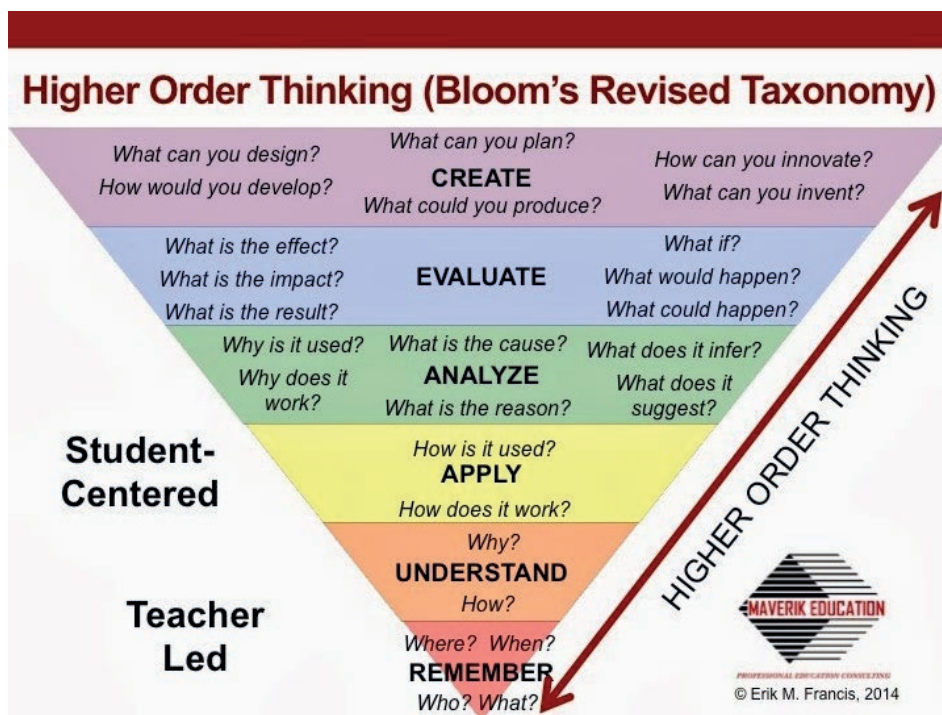 Higher Order Thinking (Bloom's Revised Taxonomy)
What can you design?
How would you develop?
What can you plan?
CREATE
What could you produce?
How can you innovate?
What can you invent?
What is the effect?
What is the impact?
What is the result?
EVALUATE
What if?
What would happen?
What could happen?
Why is it used?
Why does it
work?
What is the cause?
ANALYZE
What is the reason?
What does it infer?
What does it
suggest?
Student-
Centered
How is it used?
APPLY
How does it work?
Why?
UNDERSTAND
How?
Teacher
Led
Where? When?
REMEMBER
Who? What?
HIGHER ORDER THINKING
MAVERIK EDUCATION
PROFESSIONAL EDUCATION CONSULTING
© Erik M. Francis, 2014